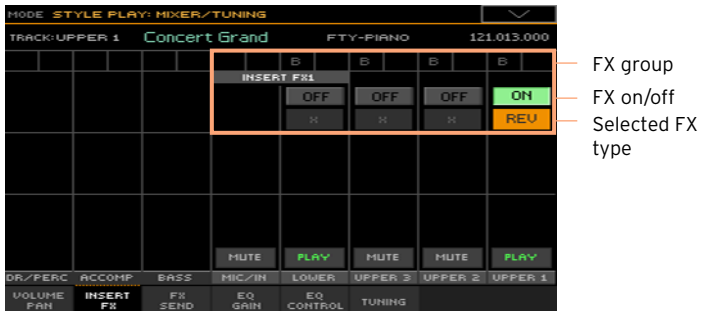 MODE STYLE PLAY: MIXER/TUNING
TRACK:UPPER 1 Concert Grand FTY-PIANO 121.013.000
B B B B
FX group
INSERT FX1
OFF OFF OFF ON
FX on/off
X X X REV
Selected FX
type
MUTE PLAY MUTE MUTE PLAY
DR/PERC ACCOMP BASS MIC/IN LOWER UPPER 3 UPPER 2 UPPER 1
VOLUME PAN INSERT FX FX SEND EQ GAIN EQ CONTROL TUNING